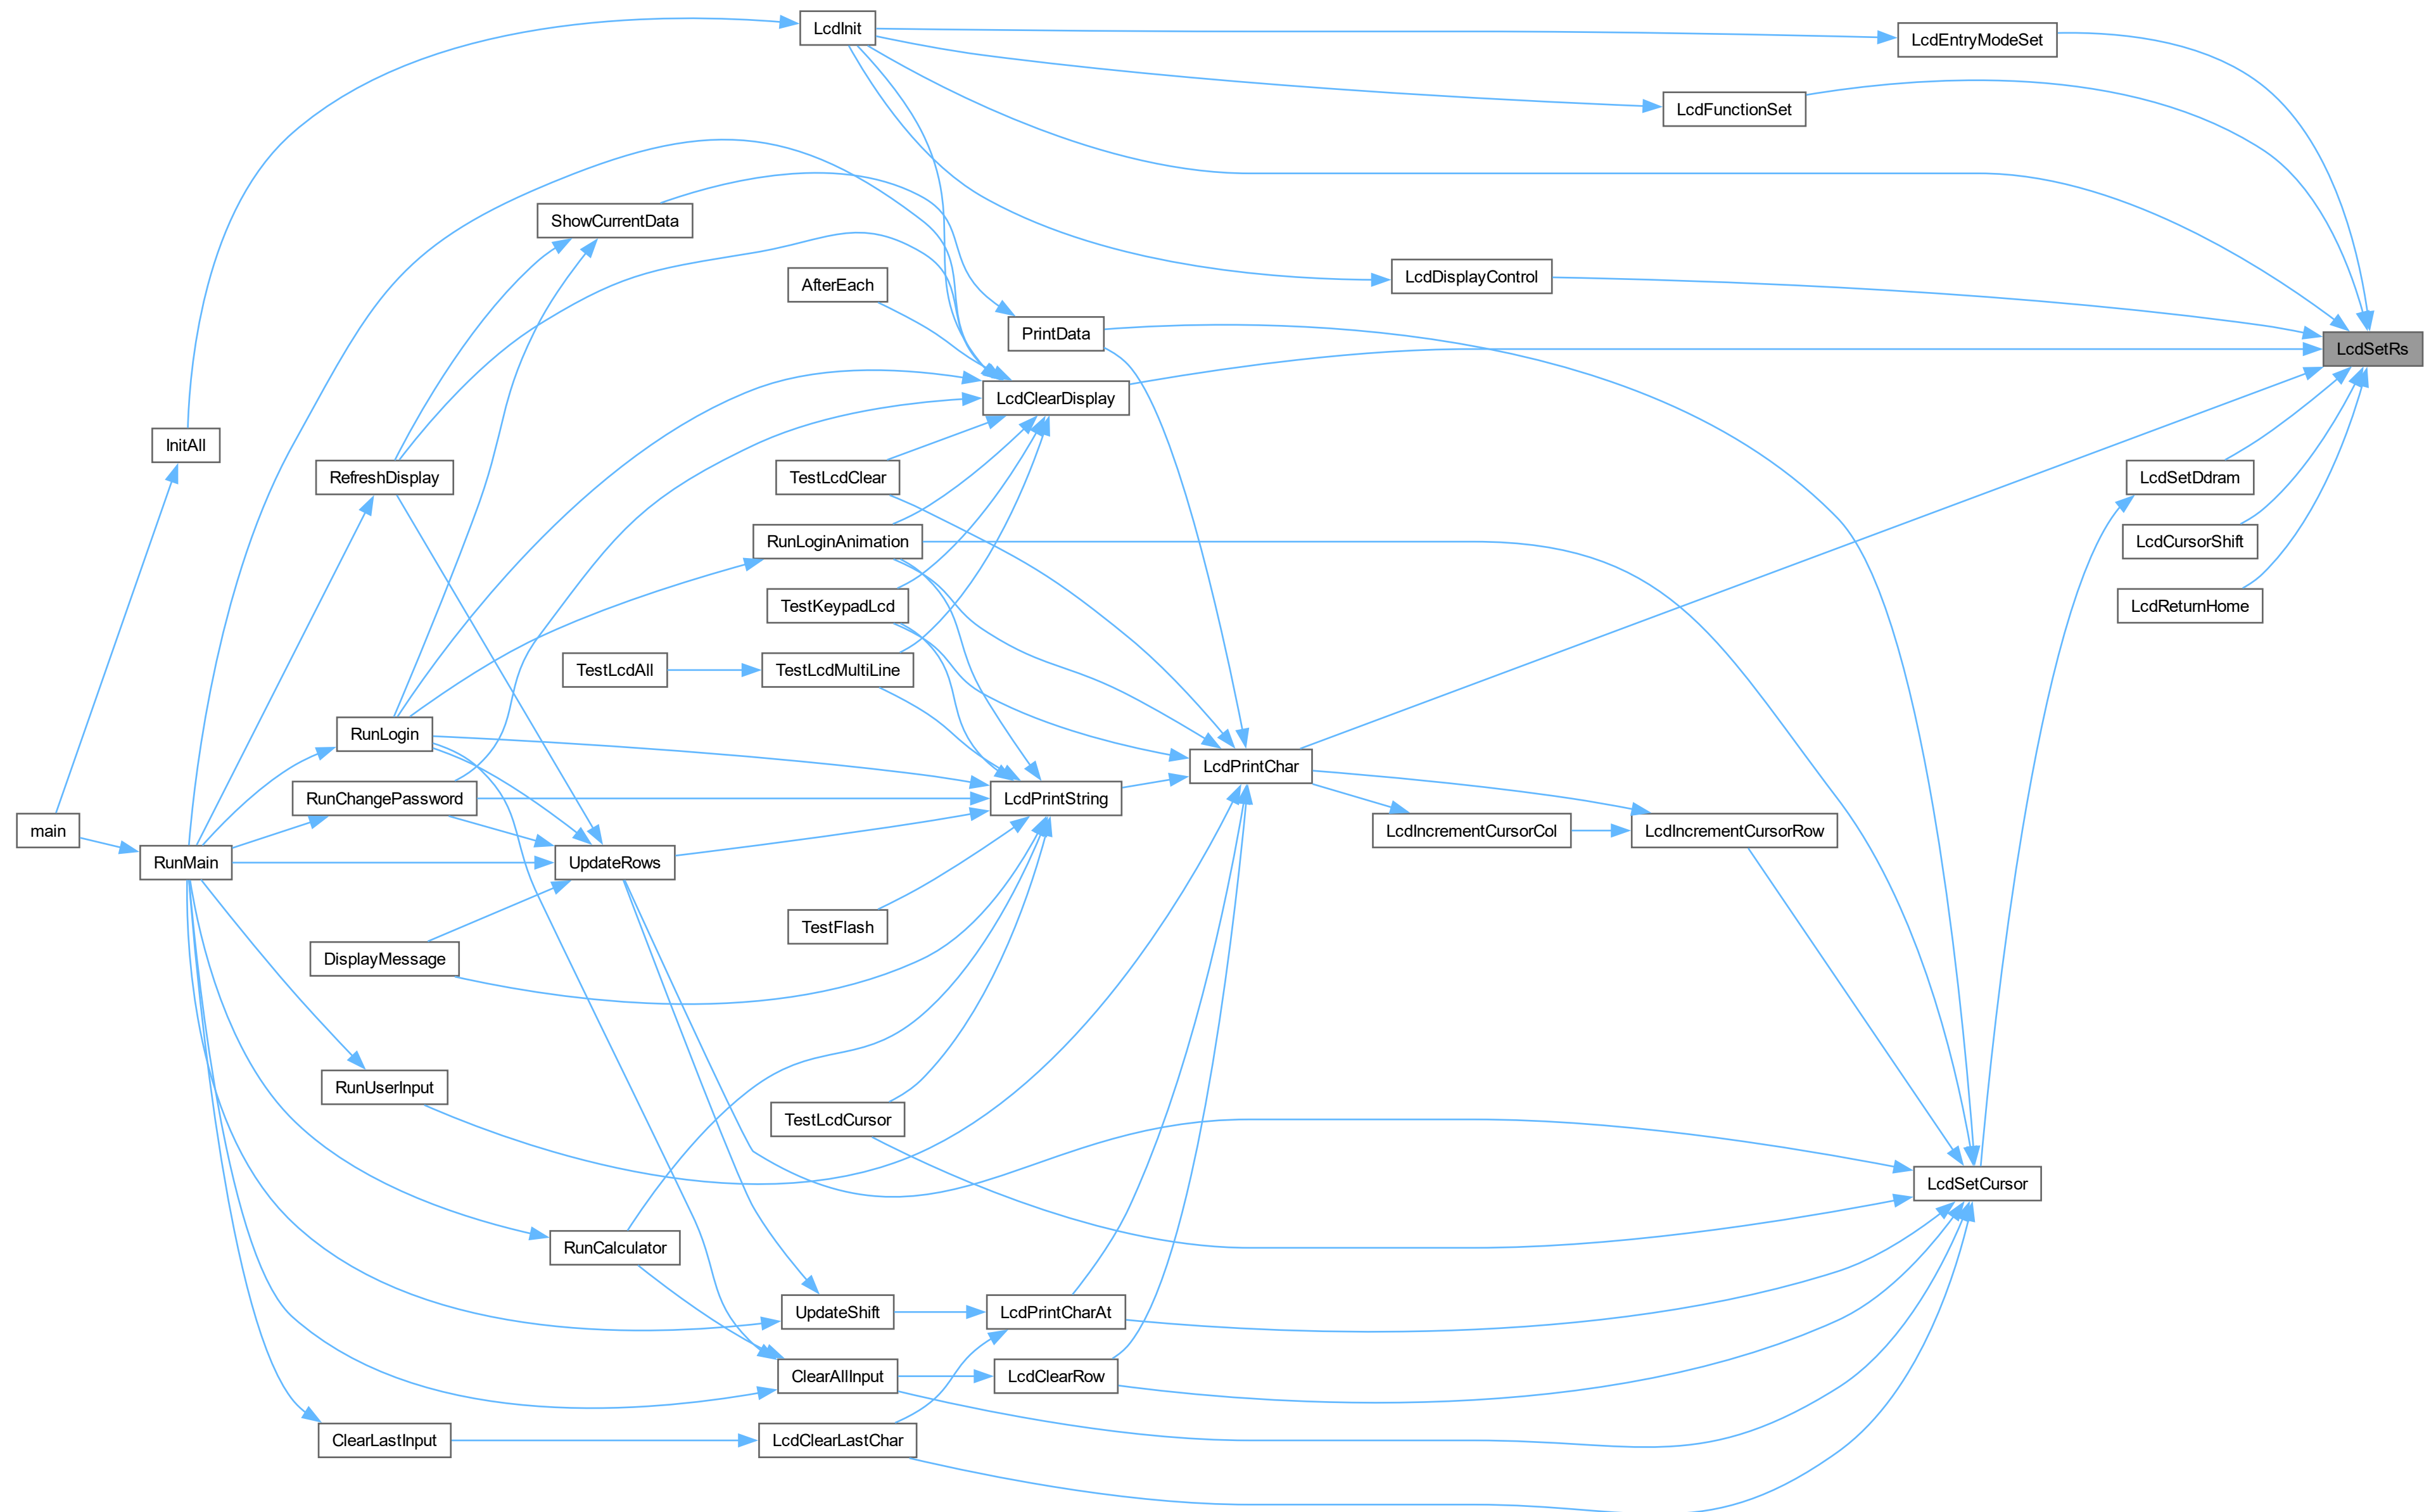 LcdInit
LcdEntryModeSet
LcdFunctionSet
ShowCurrentData
LcdDisplayControl
AfterEach
PrintData
LcdSetRs
LcdClearDisplay
InitAll
RefreshDisplay
TestLcdClear
LcdSetDdram
RunLoginAnimation
LcdCursorShift
TestKeypadLcd
LcdReturnHome
TestLcdAll
TestLcdMultiLine
RunLogin
LcdPrintChar
RunChangePassword
LcdPrintString
main
LcdIncrementCursorCol
LcdIncrementCursorRow
RunMain
UpdateRows
TestFlash
DisplayMessage
RunUserInput
TestLcdCursor
LcdSetCursor
RunCalculator
UpdateShift
LcdPrintCharAt
ClearAllInput
LcdClearRow
ClearLastInput
LcdClearLastChar